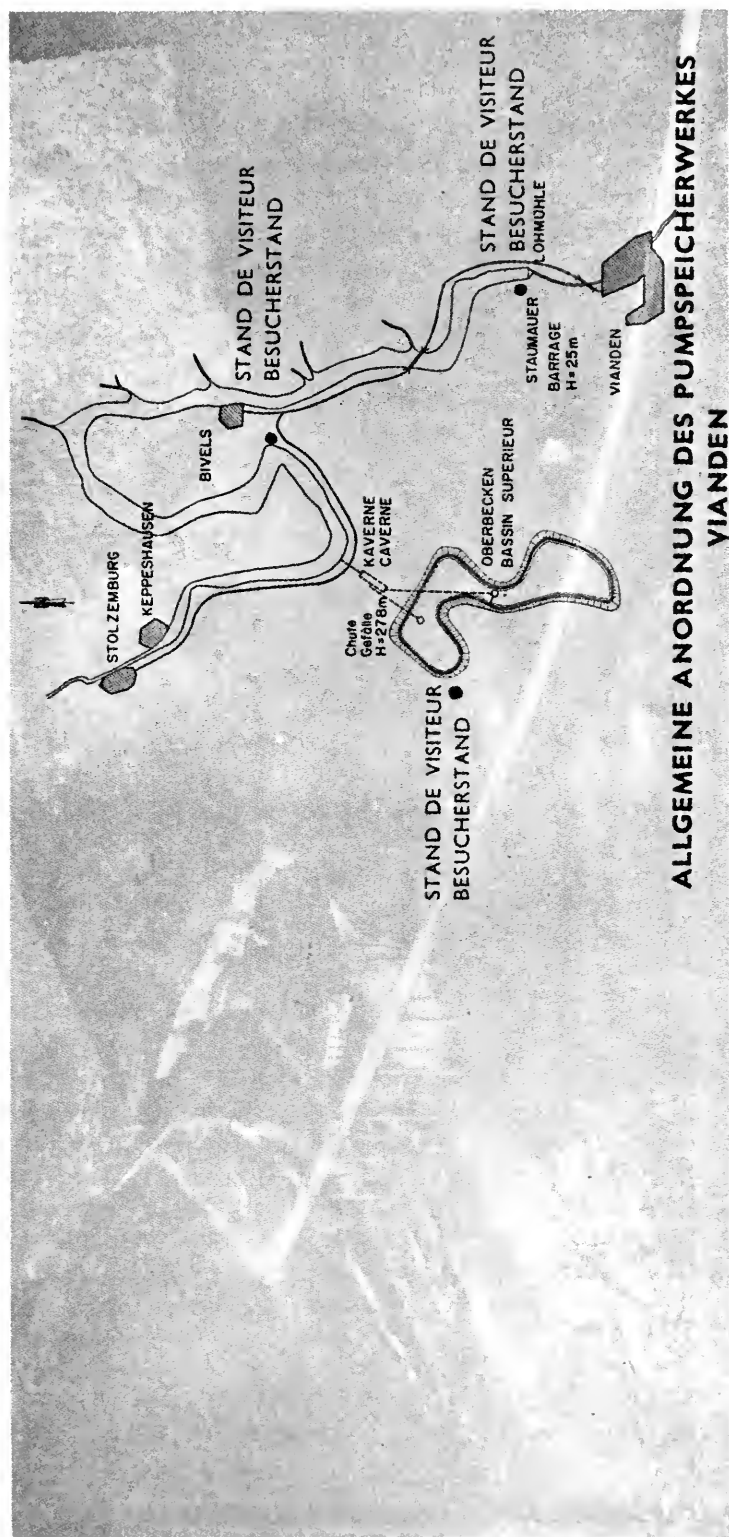 STOLZEMBURG
KEPPESHAUSEN
BIVELS
STAND DE VISITEUR
BESUCHERSTAND
KAVERNE
CAVERNE
Chute
Gefälle
H=278m
STAND DE VISITEUR
BESUCHERSTAND
OBERBECKEN
BASSIN SUPERIEUR
STAND DE VISITEUR
BESUCHERSTAND
LOHMÜHLE
STAUMAUER
BARRAGE
H=25m
VIANDEN
ALLGEMEINE ANORDNUNG DES PUMPSPEICHERWERKES
VIANDEN